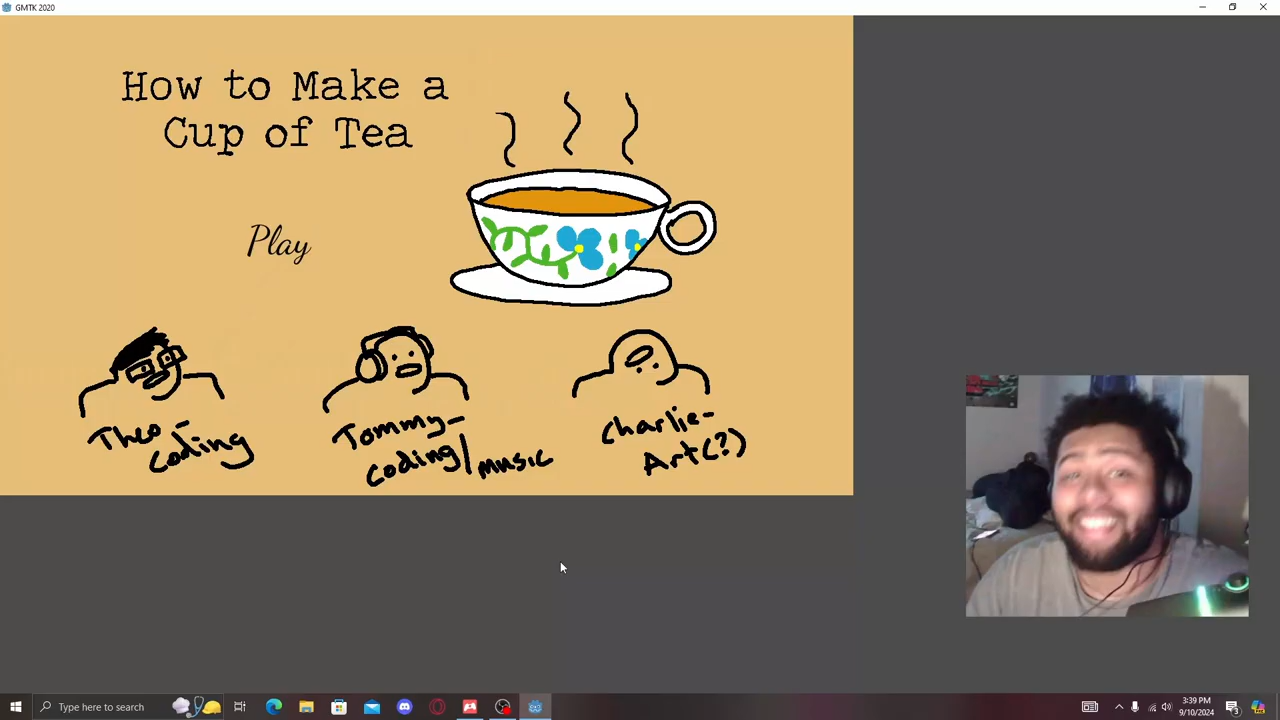 GMTK 2020
How to Make a
Cup of Tea
Play
Theo-
coding
Tommy-
coding/music
charlie-
Art(?)
Type here to search
3:39 PM
9/10/2024